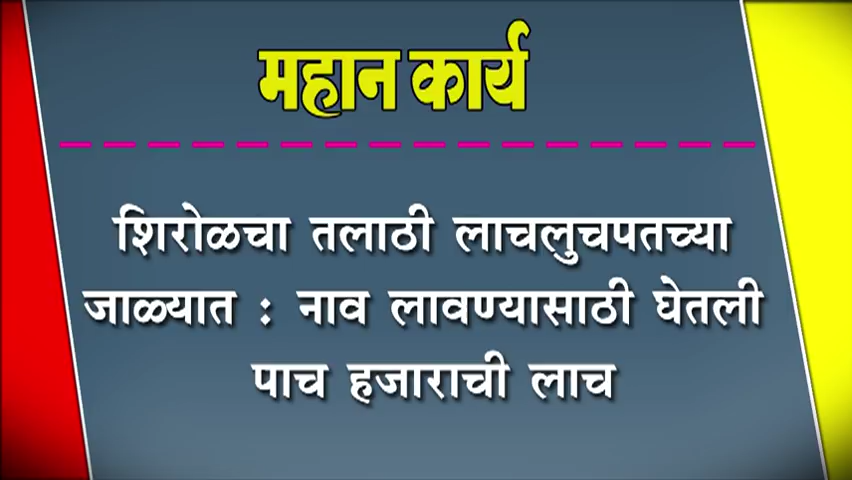 महान कार्य
शिरोळचा तलाठी लाचलुचपतच्या
जाळ्यात : नाव लावण्यासाठी घेतली
पाच हजाराची लाच